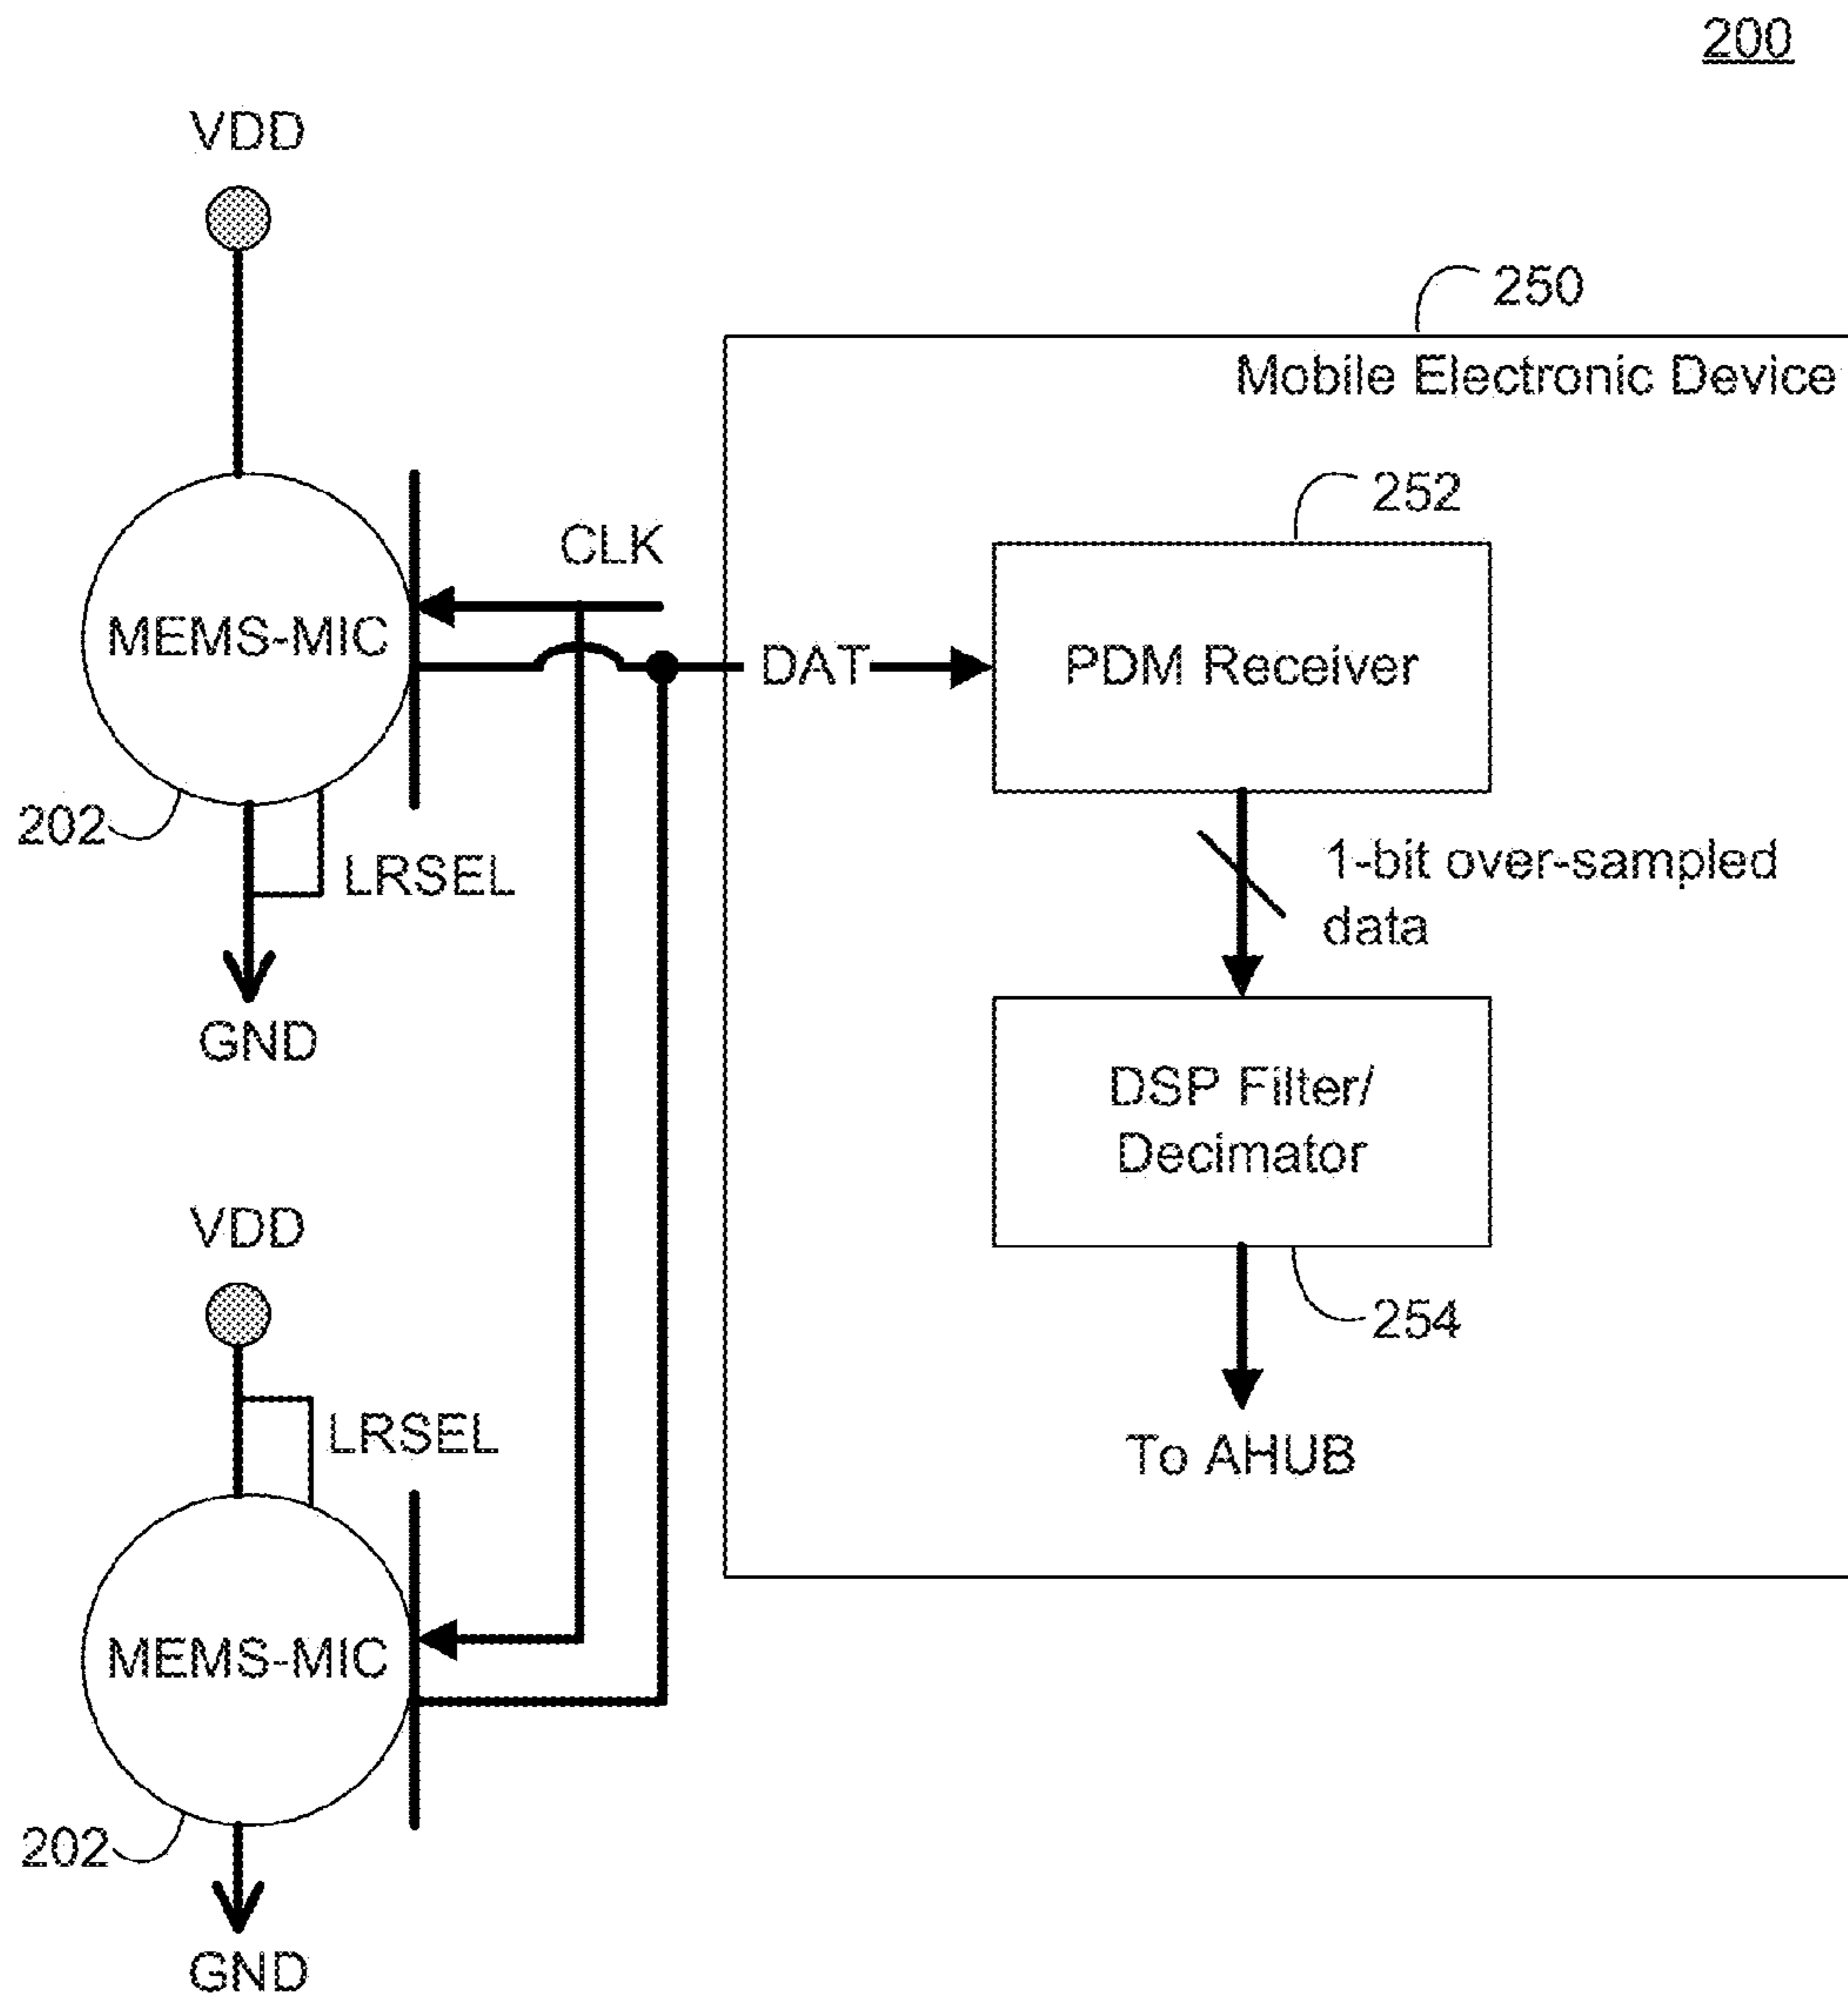 200
VDD
250
Mobile Electronic Device
252
CLK
MEMS-MIC
DAT
PDM Receiver
202
LRSEL
1-bit over-sampled
data
GND
DSP Filter/
Decimator
VDD
254
LRSEL
To AHUB
MEMS-MIC
202
GND